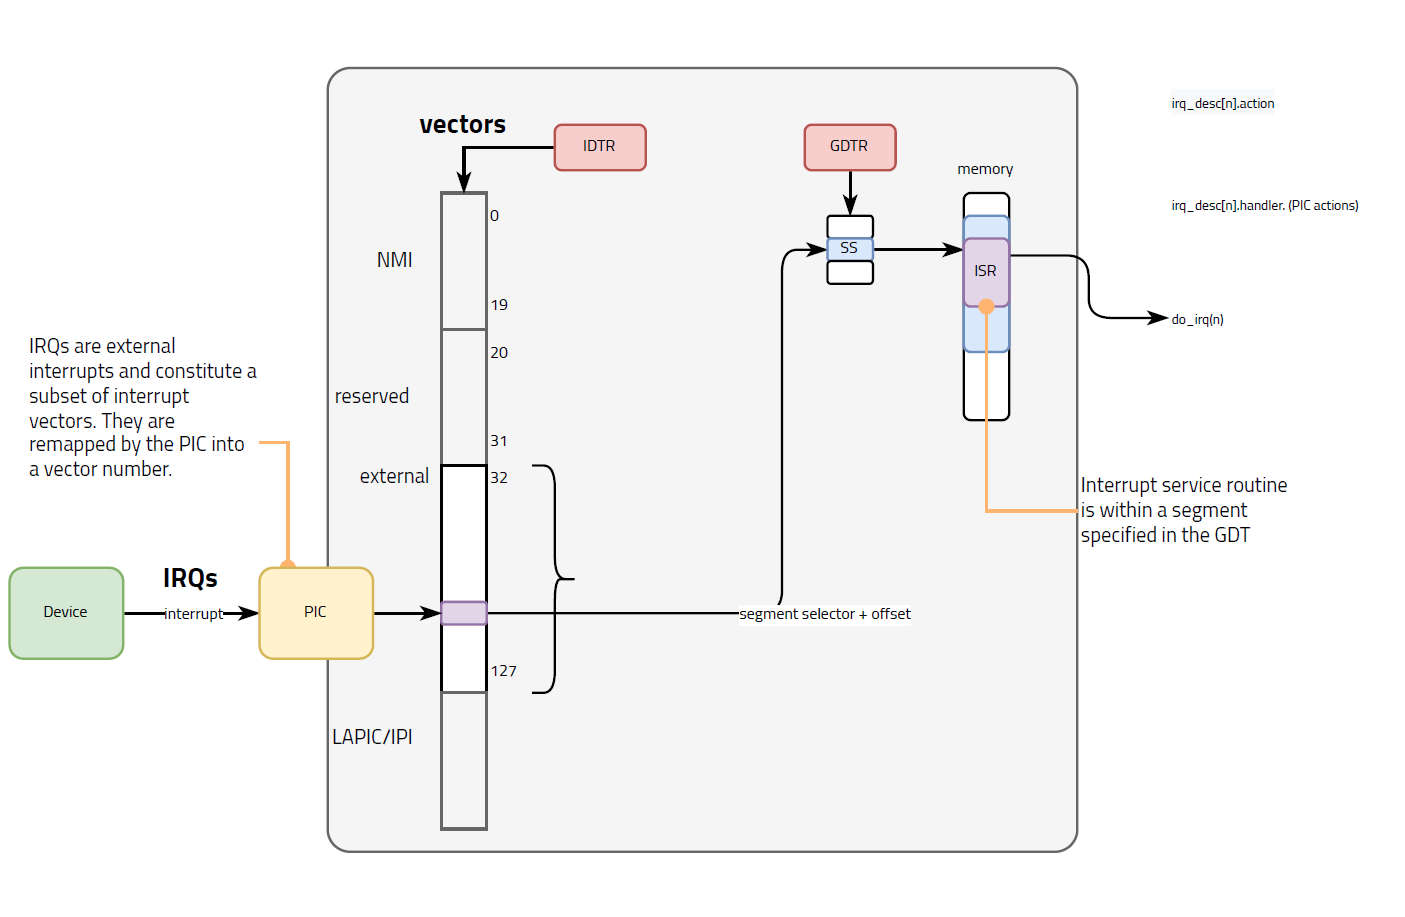 irq_desc[n].action
vectors
IDTR
GDTR
memory
irq_desc[n].handler. (PIC actions)
0
NMI
SS
ISR
19
do_irq(n)
20
IRQs are external
interrupts and constitute a
subset of interrupt
vectors. They are
remapped by the PIC into
a vector number.
reserved
31
external
32
Interrupt service routine
is within a segment
specified in the GDT
IRQs
Device
interrupt
PIC
segment selector + offset
127
LAPIC/IPI